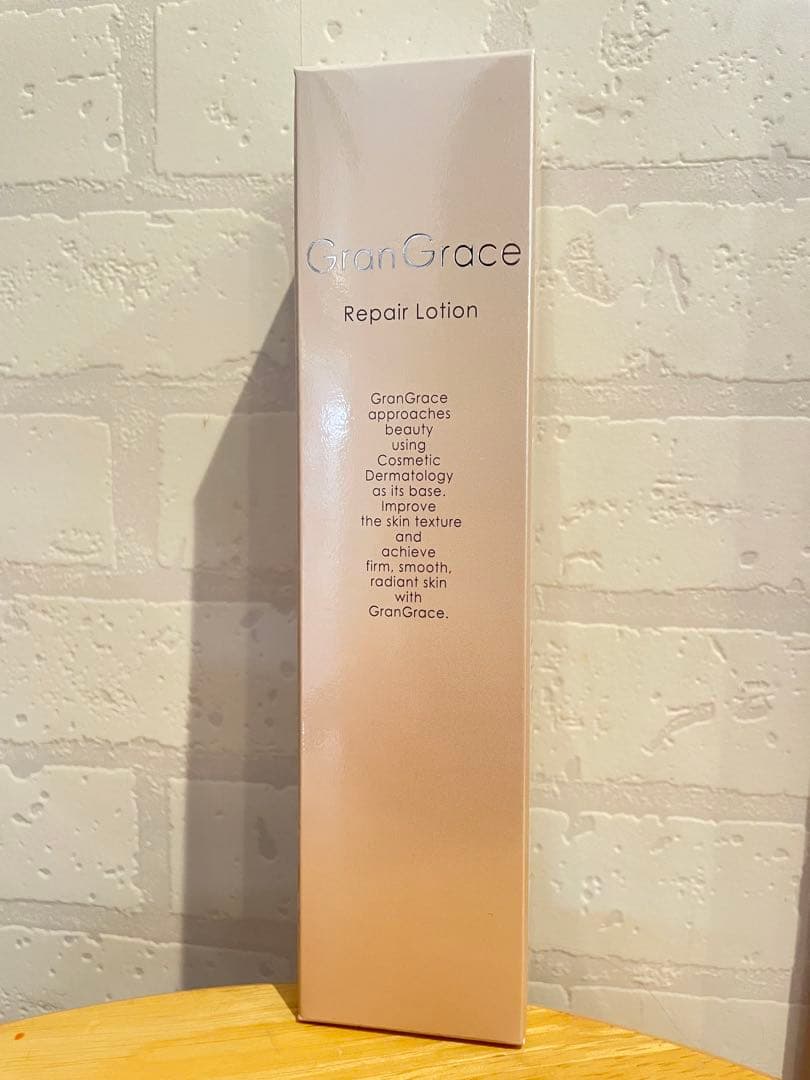 GranGrace
Repair Lotion
GranGrace
approaches
beauty
using
Cosmetic
Dermatology
as its base.
Improve
the skin texture
and
achieve
firm, smooth,
radiant skin
with
GranGrace.